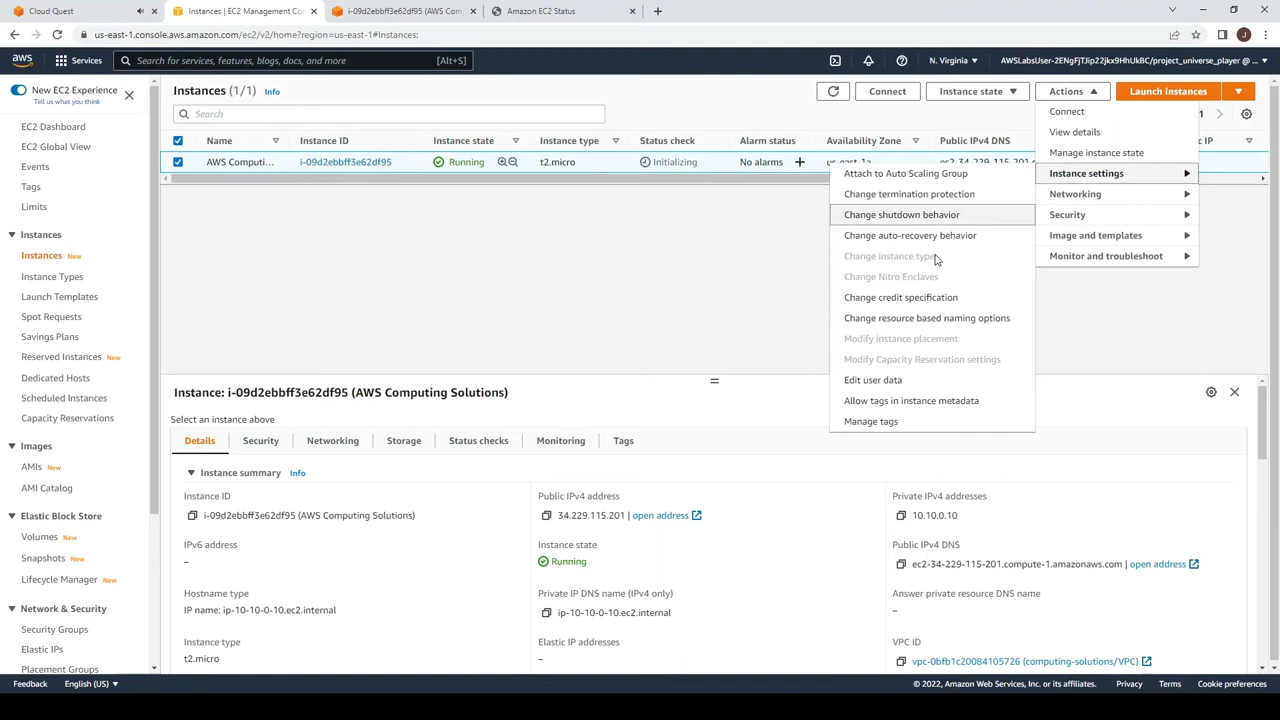 Cloud Quest
Instances | EC2 Management Co
i-09d2ebbff3e62df95 (AWS Comp
Amazon EC2 Status
us-east-1.console.aws.amazon.com/ec2/v2/home?region=us-east-1#Instances:
J
aws
Services
Search for services, features, blogs, docs, and more
[Alt+S]
N. Virginia
AWSLabsUser-2ENgFjTJip22jkx9HhUkBC/project_universe_player @ ...
New EC2 Experience
Tell us what you think
EC2 Dashboard
EC2 Global View
Events
Tags
Limits
Instances
Instances New
Instance Types
Launch Templates
Spot Requests
Savings Plans
Reserved Instances New
Dedicated Hosts
Scheduled Instances
Capacity Reservations
Images
AMIs New
AMI Catalog
Elastic Block Store
Volumes New
Snapshots New
Lifecycle Manager New
Network & Security
Security Groups
Elastic IPs
Placement Groups
Instances (1/1) Info
Connect
Instance state
Actions
Launch instances
Search
1
Name
Instance ID
Instance state
Instance type
Status check
Alarm status
Availability Zone
Public IPv4 DNS
IP
AWS Computi...
i-09d2ebbff3e62df95
Running
t2.micro
Initializing
No alarms
us-east-1a
ec2-34-229-115-201
Connect
View details
Manage instance state
Instance settings
Networking
Security
Image and templates
Monitor and troubleshoot
Attach to Auto Scaling Group
Change termination protection
Change shutdown behavior
Change auto-recovery behavior
Change instance type
Change Nitro Enclaves
Change credit specification
Change resource based naming options
Modify instance placement
Modify Capacity Reservation settings
Edit user data
Allow tags in instance metadata
Manage tags
Instance: i-09d2ebbff3e62df95 (AWS Computing Solutions)
Select an instance above
Details
Security
Networking
Storage
Status checks
Monitoring
Tags
Instance summary Info
Instance ID
i-09d2ebbff3e62df95 (AWS Computing Solutions)
Public IPv4 address
34.229.115.201 | open address
Private IPv4 addresses
10.10.0.10
IPv6 address
–
Instance state
Running
Public IPv4 DNS
ec2-34-229-115-201.compute-1.amazonaws.com | open address
Hostname type
IP name: ip-10-10-0-10.ec2.internal
Private IP DNS name (IPv4 only)
ip-10-10-0-10.ec2.internal
Answer private resource DNS name
–
Instance type
t2.micro
Elastic IP addresses
–
VPC ID
vpc-0bfb1c20084105726 (computing-solutions/VPC)
Feedback
English (US)
© 2022, Amazon Web Services, Inc. or its affiliates.
Privacy
Terms
Cookie preferences